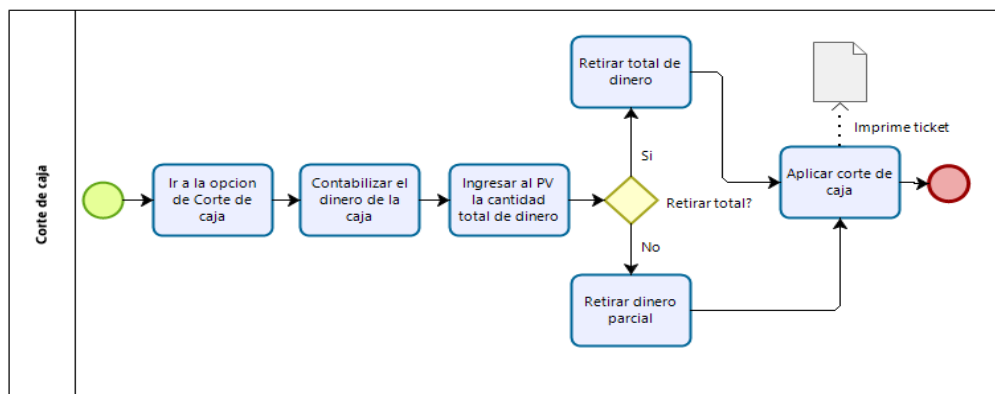 Corte de caja
Ir a la opcion
de Corte de
caja
Contabilizar el
dinero de la
caja
Ingresar al PV
la cantidad
total de dinero
Retirar total?
Si
Retirar total de
dinero
No
Retirar dinero
parcial
Aplicar corte de
caja
Imprime ticket